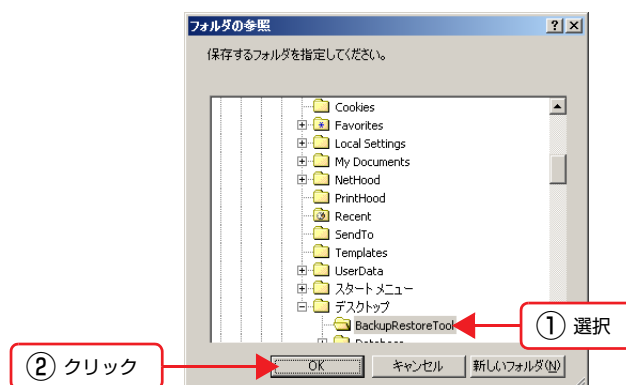 フォルダの参照
保存するフォルダを指定してください。
Cookies
Favorites
Local Settings
My Documents
NetHood
PrintHood
Recent
SendTo
Templates
UserData
スタート メニュー
デスクトップ
BackupRestoreTool
① 選択
Database
② クリック
OK キャンセル 新しいフォルダ(N)